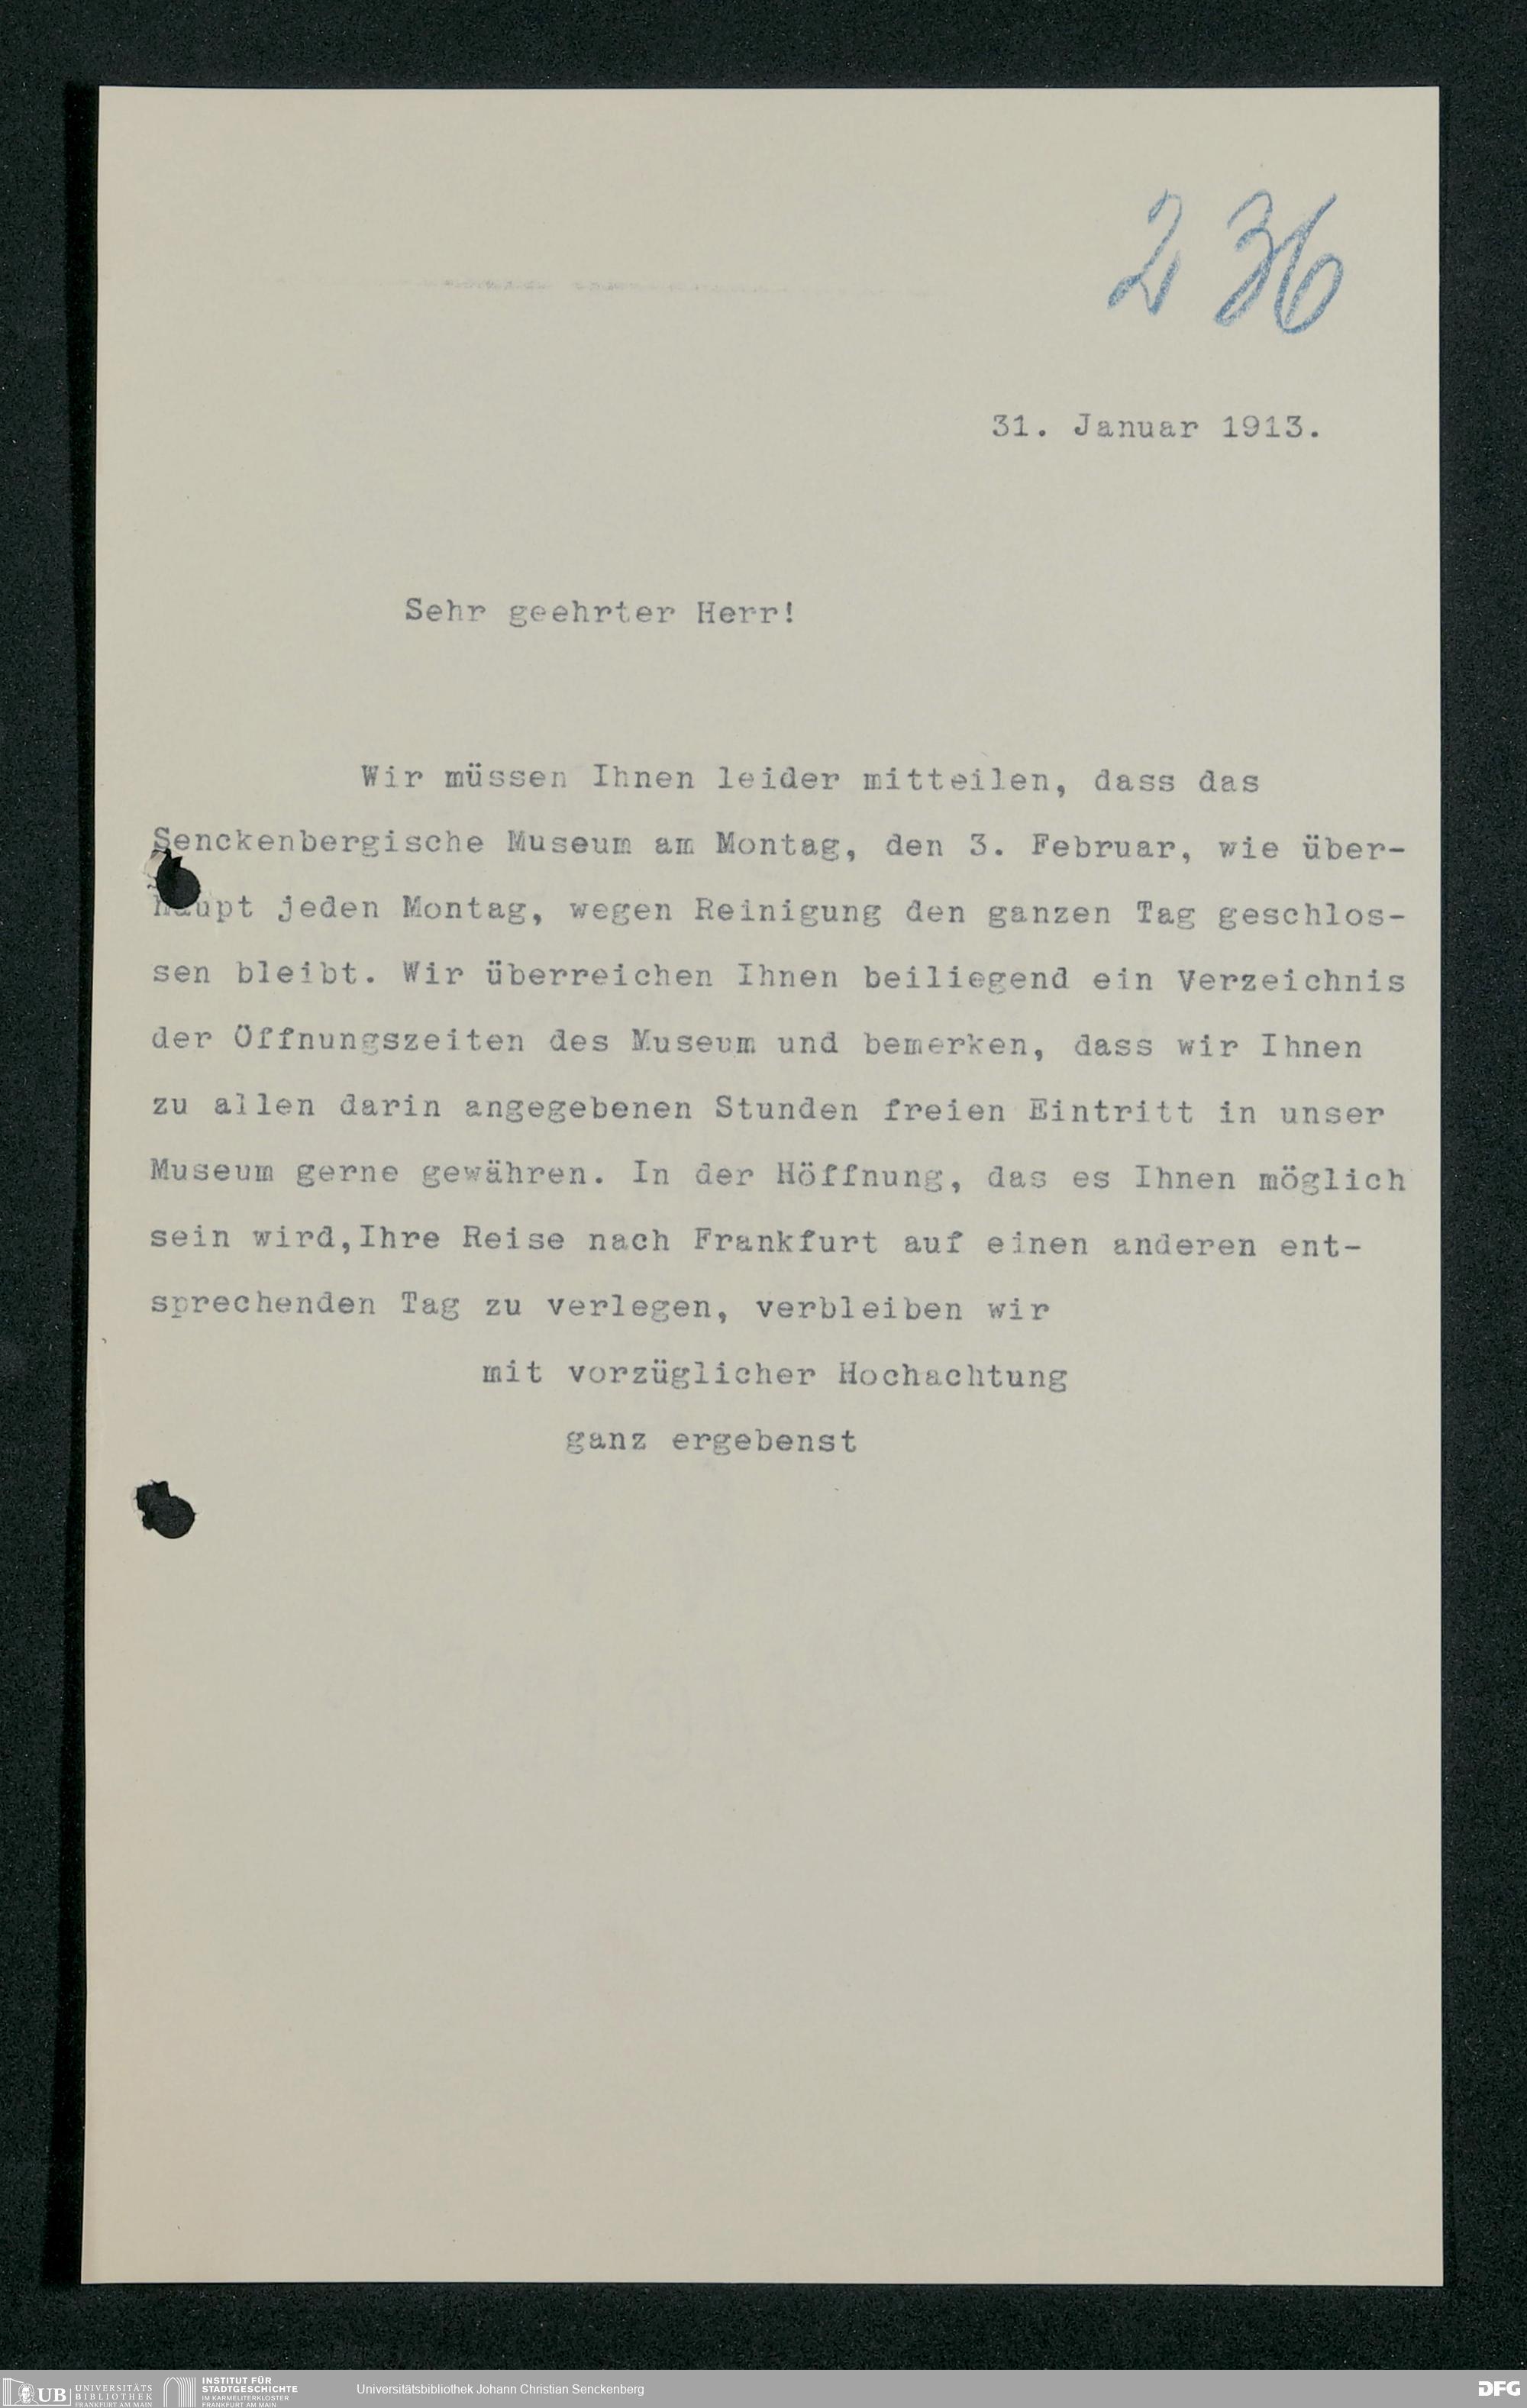 236
31. Januar 1913.
Sehr geehrter Herr!
Wir müssen Ihnen leider mitteilen, dass das
Senckenbergische Museum am Montag, den 3. Februar, wie über-
haupt jeden Montag, wegen Reinigung den ganzen Tag geschlos-
sen bleibt. Wir überreichen Ihnen beiliegend ein Verzeichnis
der Öffnungszeiten des Museum und bemerken, dass wir Ihnen
zu allen darin angegebenen Stunden freien Eintritt in unser
Museum gerne gewähren. In der Höffnung, das es Ihnen möglich
sein wird,Ihre Reise nach Frankfurt auf einen anderen ent-
sprechenden Tag zu verlegen, verbleiben wir
mit vorzüglicher Hochachtung
ganz ergebenst
UB UNIVERSITÄTS
BIBLIOTHEK
FRANKFURT AM MAIN
INSTITUT FÜR
STADTGESCHICHTE
IM KARMELITERKLOSTER
FRANKFURT AM MAIN
Universitätsbibliothek Johann Christian Senckenberg
DFG